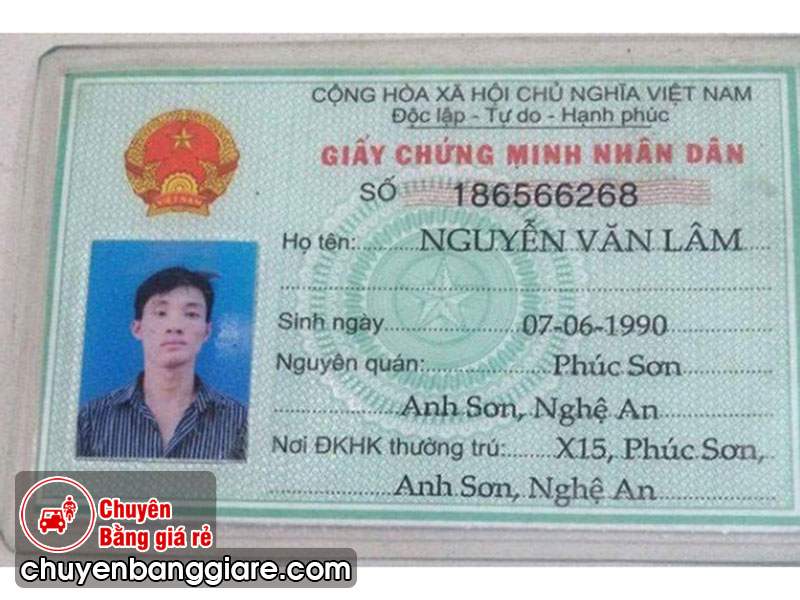 CỘNG HÒA XÃ HỘI CHỦ NGHĨA VIỆT NAM
Độc lập - Tự do - Hạnh phúc
GIẤY CHỨNG MINH NHÂN DÂN
SỐ 186566268
Họ tên: NGUYỄN VĂN LÂM
Sinh ngày 07-06-1990
Nguyên quán: Phúc Sơn
Anh Sơn, Nghệ An
Nơi ĐKHK thường trú: X15, Phúc Sơn,
Anh Sơn, Nghệ An
VIỆT NAM
Chuyên
Bằng giá rẻ
chuyenbanggiare.com